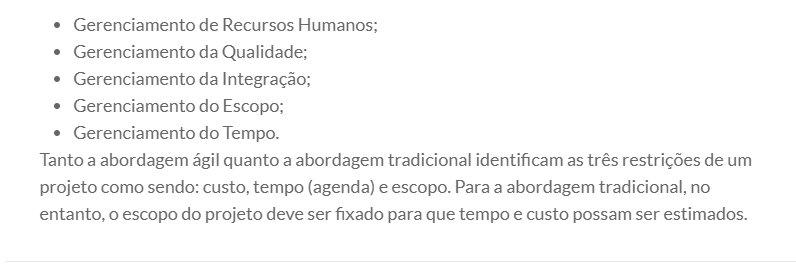 • Gerenciamento de Recursos Humanos;
• Gerenciamento da Qualidade;
• Gerenciamento da Integração;
• Gerenciamento do Escopo;
• Gerenciamento do Tempo.
Tanto a abordagem ágil quanto a abordagem tradicional identificam as três restrições de um
projeto como sendo: custo, tempo (agenda) e escopo. Para a abordagem tradicional, no
entanto, o escopo do projeto deve ser fixado para que tempo e custo possam ser estimados.